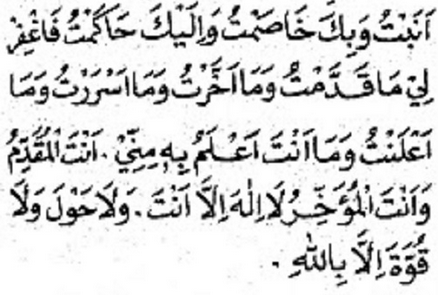 اَنَبْتُ وَبِكَ خَاصَمْتُ وَاِلَيْكَ حَاكَمْتُ فَاغْفِرْ
لِيْ مَا قَدَّمْتُ وَمَا اَخَّرْتُ وَمَا اَسْرَرْتُ وَمَا
اَعْلَنْتُ وَمَا اَنْتَ اَعْلَمُ بِهِ مِنِّيْ . اَنْتَ الْمُقَدِّمُ
وَاَنْتَ الْمُؤَخِّرُ لَا اِلٰهَ اِلَّا اَنْتَ . وَلَا حَوْلَ وَلَا
قُوَّةَ اِلَّا بِاللّٰهِ .